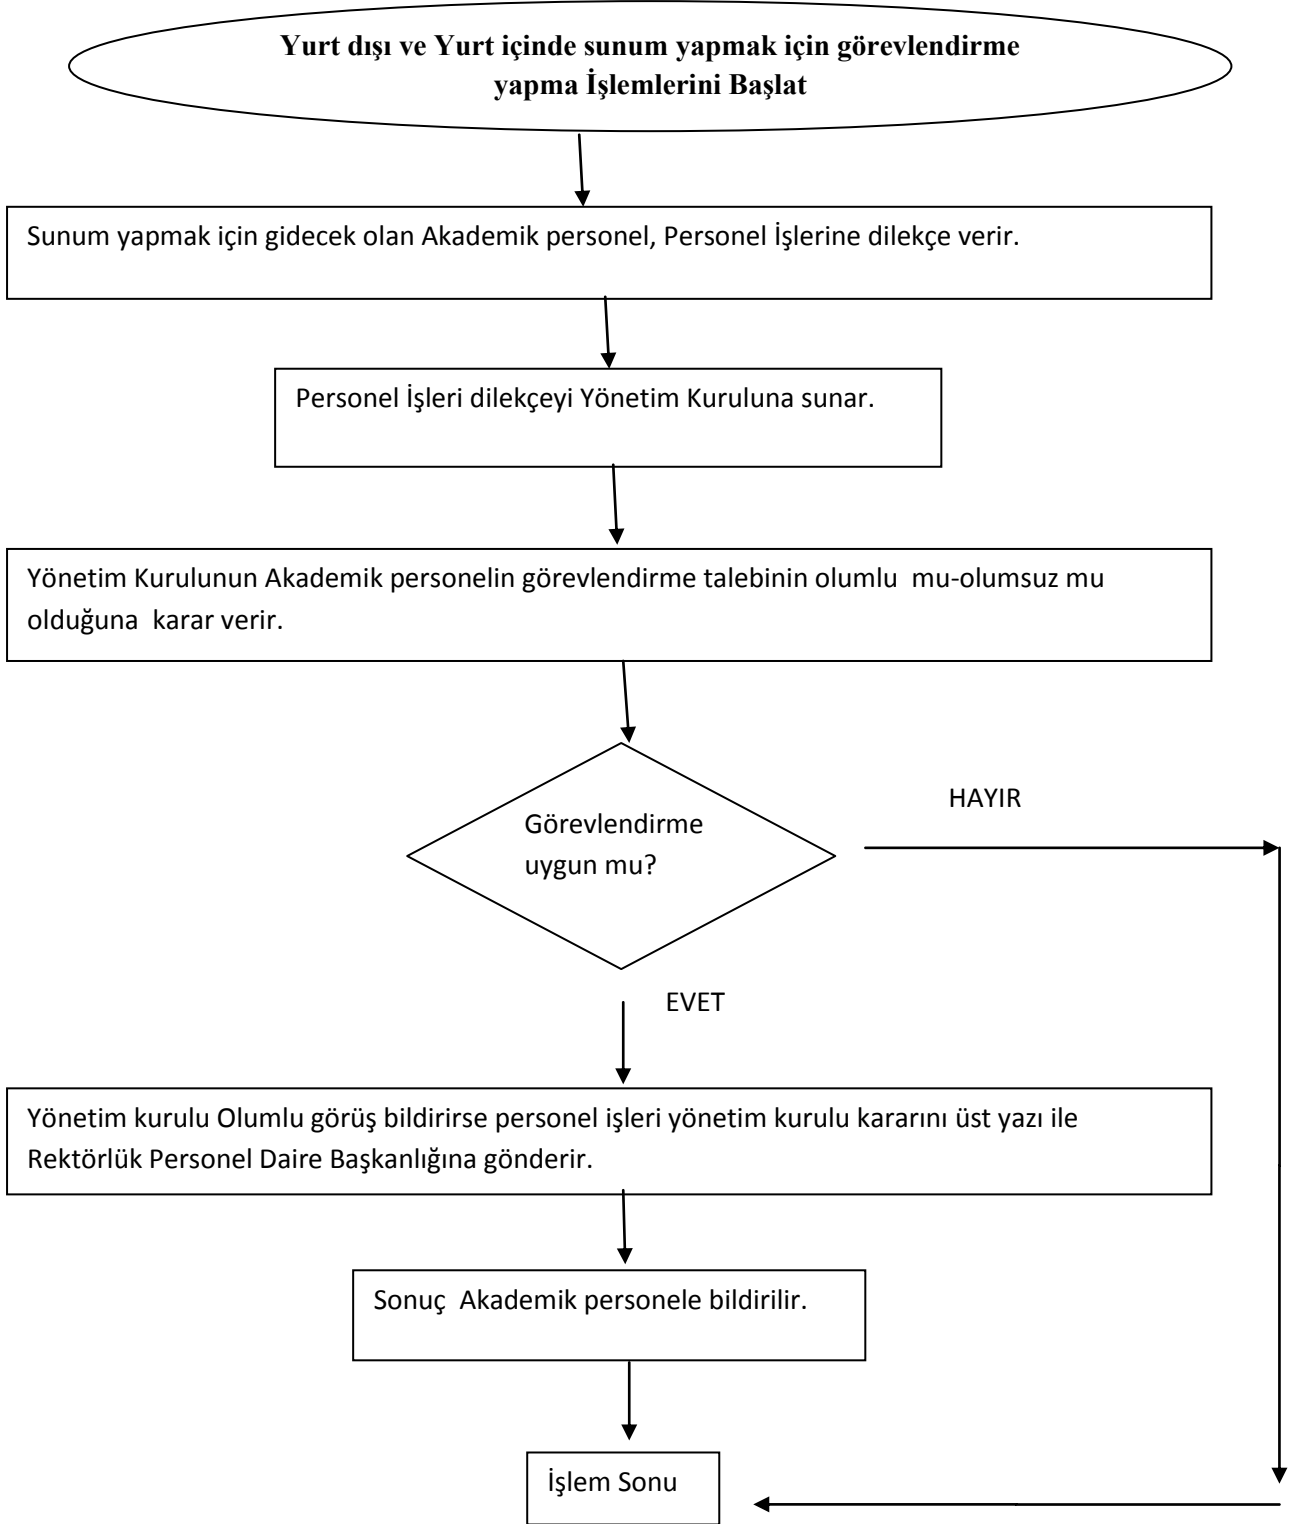 Yurt dışı ve Yurt içinde sunum yapmak için görevlendirme
yapma İşlemlerini Başlat
Sunum yapmak için gidecek olan Akademik personel, Personel İşlerine dilekçe verir.
Personel İşleri dilekçeyi Yönetim Kuruluna sunar.
Yönetim Kurulunun Akademik personelin görevlendirme talebinin olumlu  mu-olumsuz mu
olduğuna  karar verir.
HAYIR
Görevlendirme
uygun mu?
EVET
Yönetim kurulu Olumlu görüş bildirirse personel işleri yönetim kurulu kararını üst yazı ile
Rektörlük Personel Daire Başkanlığına gönderir.
Sonuç  Akademik personele bildirilir.
İşlem Sonu